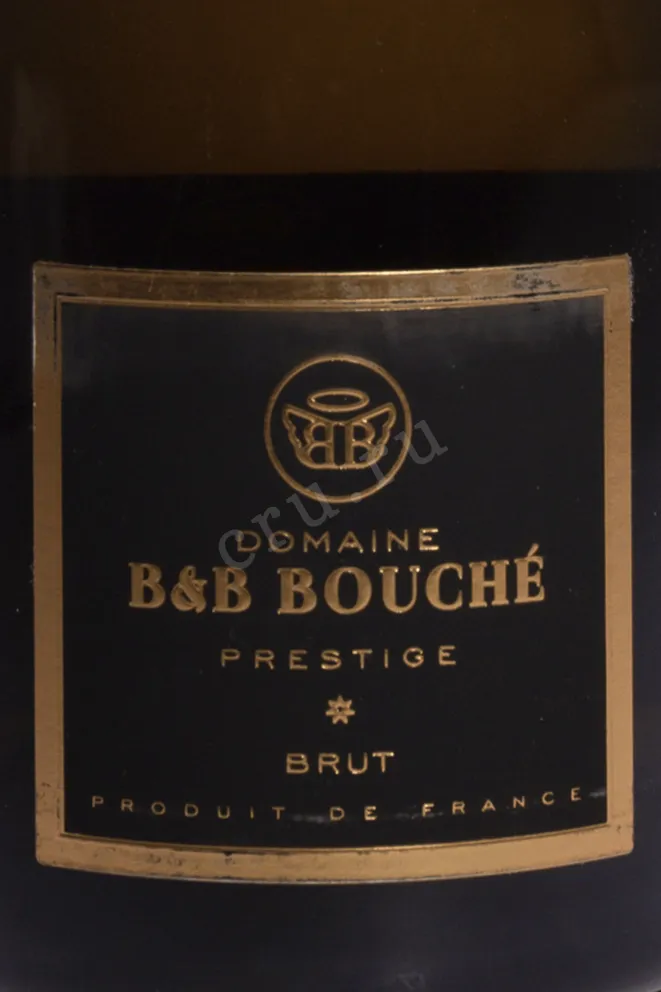 BB
DOMAINE
B&B BOUCHÉ
PRESTIGE
BRUT
PRODUIT DE FRANCE
cru.ru